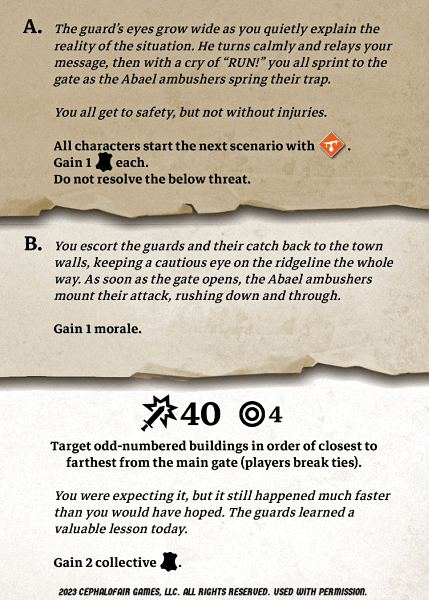 A. The guard's eyes grow wide as you quietly explain the
reality of the situation. He turns calmly and relays your
message, then with a cry of “RUN!” you all sprint to the
gate as the Abael ambushers spring their trap.
You all get to safety, but not without injuries.
All characters start the next scenario with .
Gain 1 each.
Do not resolve the below threat.
B. You escort the guards and their catch back to the town
walls, keeping a cautious eye on the ridgeline the whole
way. As soon as the gate opens, the Abael ambushers
mount their attack, rushing down and through.
Gain 1 morale.
40 4
Target odd-numbered buildings in order of closest to
farthest from the main gate (players break ties).
You were expecting it, but it still happened much faster
than you would have hoped. The guards learned a
valuable lesson today.
Gain 2 collective .
2023 CEPHALOFAIR GAMES, LLC. ALL RIGHTS RESERVED. USED WITH PERMISSION.